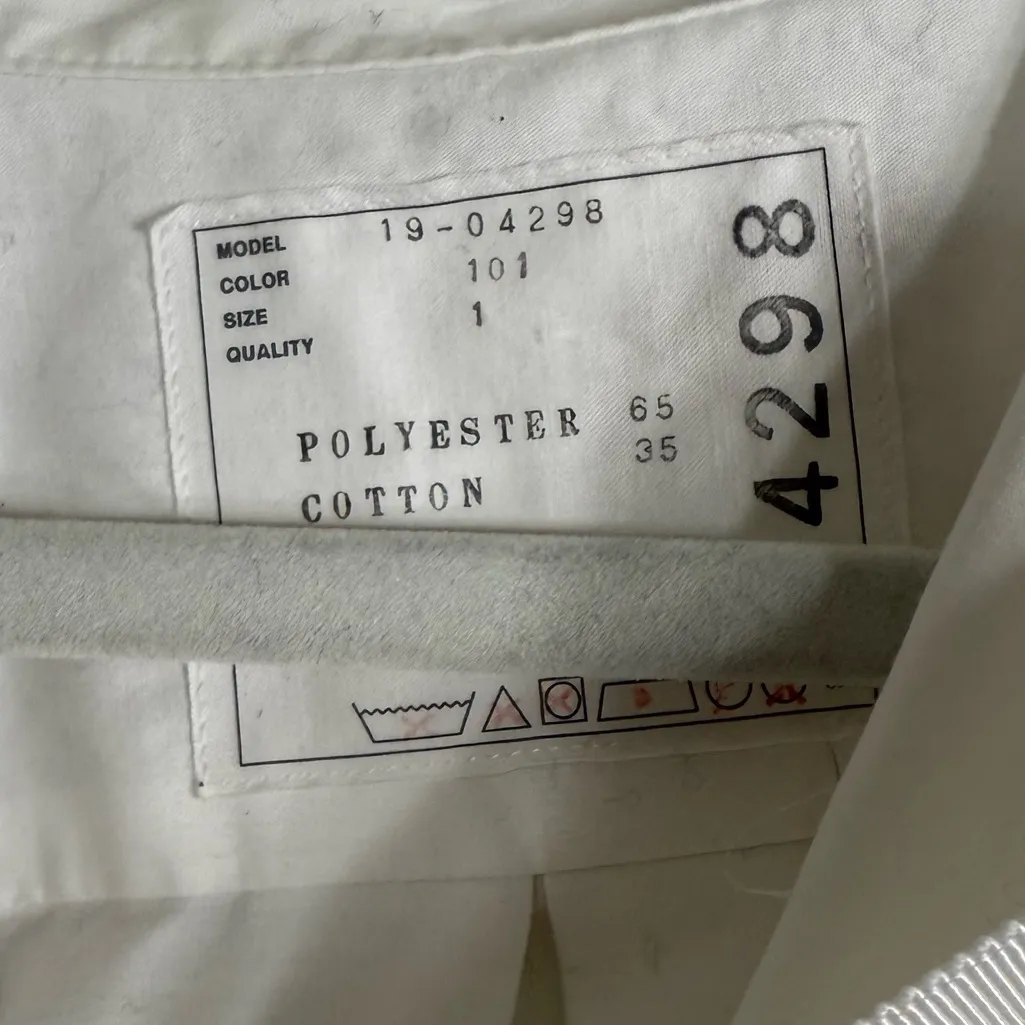 MODEL 19-04298
COLOR 101
SIZE 1
QUALITY
POLYESTER 65
COTTON 35
4298